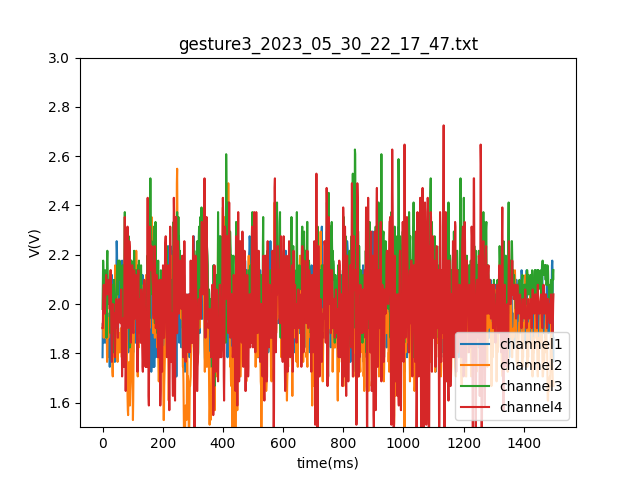 gesture3_2023_05_30_22_17_47.txt
3.0
2.8
2.6
2.4
2.2
2.0
1.8
1.6
V(V)
channel1
channel2
channel3
channel4
0 200 400 600 800 1000 1200 1400
time(ms)